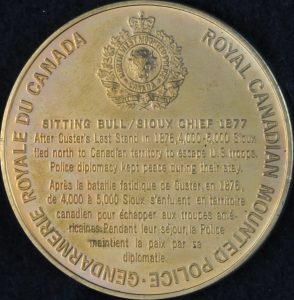 GENDARMERIE ROYALE DU CANADA
ROYAL CANADIAN MOUNTED POLICE
SITTING BULL/SIOUX CHIEF 1877
After Custer's Last Stand in 1876,4,000-5,000 Sioux
fled north to Canadian territory to escape U.S. troops.
Police diplomacy kept peace during their stay.
Après la bataille fatidique de Custer, en 1876,
de 4,000 à 5,000 Sioux s'enfuient en territoire
canadien pour échapper aux troupes amé-
ricaines. Pendant leur séjour, la Police
maintient la paix par sa
diplomatie.